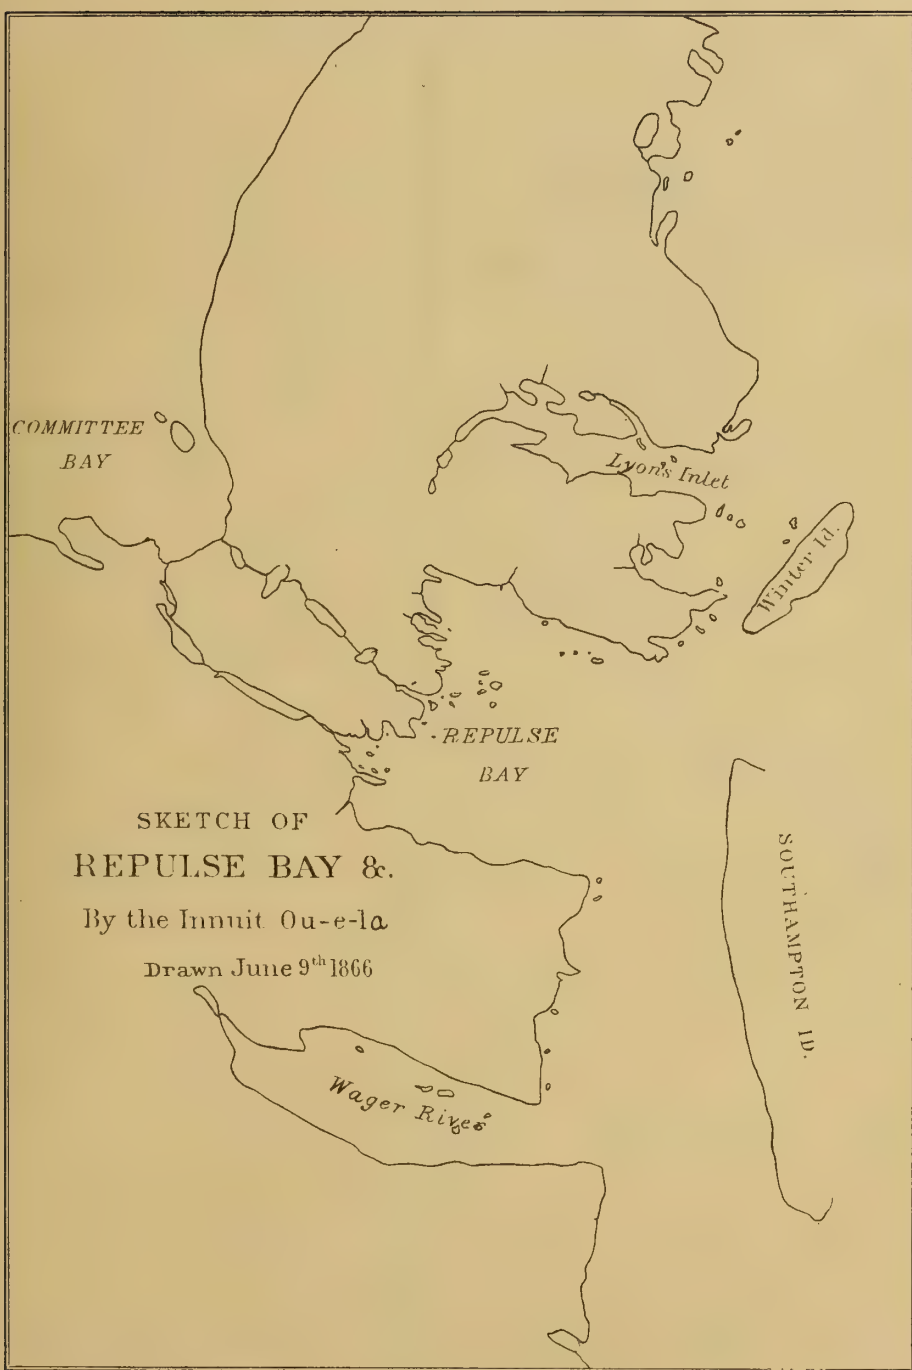 COMMITTEE
BAY
Lyon's Inlet
Winter Id.
REPULSE
BAY
SKETCH OF
REPULSE BAY &.
By the Innuit Ou-e-la
Drawn June 9th 1866
SOUTHAMPTON ID.
Wager River